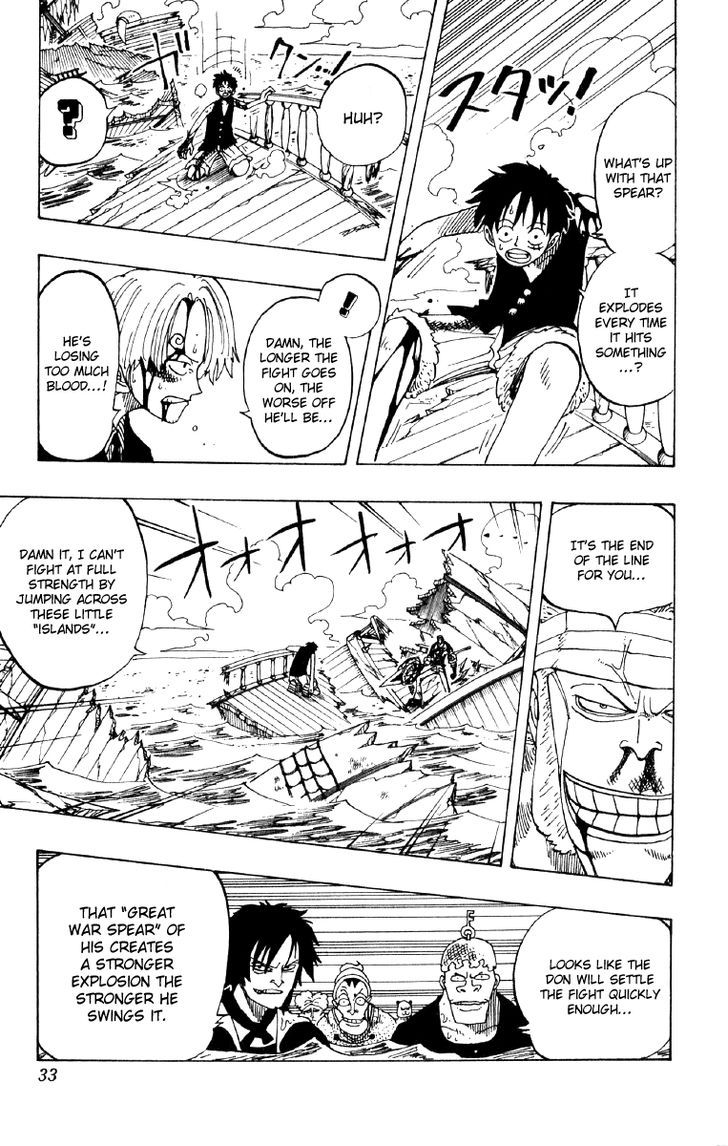 スタッ!
WHAT'S UP
WITH THAT
SPEAR?
IT
EXPLODES
EVERY TIME
IT HITS
SOMETHING
...?
HUH?
?
!
DAMN, THE
LONGER THE
FIGHT GOES
ON, THE
WORSE OFF
HE'LL BE...
HE'S
LOSING
TOO MUCH
BLOOD...!
IT'S THE END
OF THE LINE
FOR YOU...
オオオオオ
DAMN IT, I CAN'T
FIGHT AT FULL
STRENGTH BY
JUMPING ACROSS
THESE LITTLE
"ISLANDS"...
LOOKS LIKE THE
DON WILL SETTLE
THE FIGHT QUICKLY
ENOUGH...
THAT "GREAT
WAR SPEAR" OF
HIS CREATES
A STRONGER
EXPLOSION THE
STRONGER HE
SWINGS IT.
33